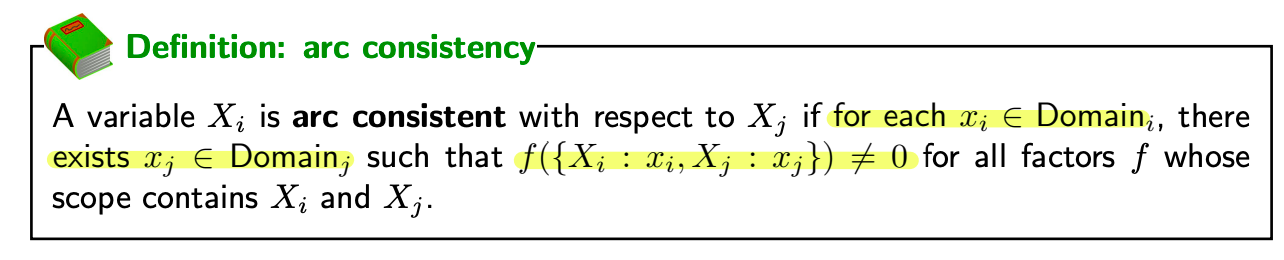 Definition: arc consistency
A variable $X_i$ is arc consistent with respect to $X_j$ if for each $x_i \in \text{Domain}_i$, there
exists $x_j \in \text{Domain}_j$ such that $f(\{X_i : x_i, X_j : x_j\}) \neq 0$ for all factors $f$ whose
scope contains $X_i$ and $X_j$.